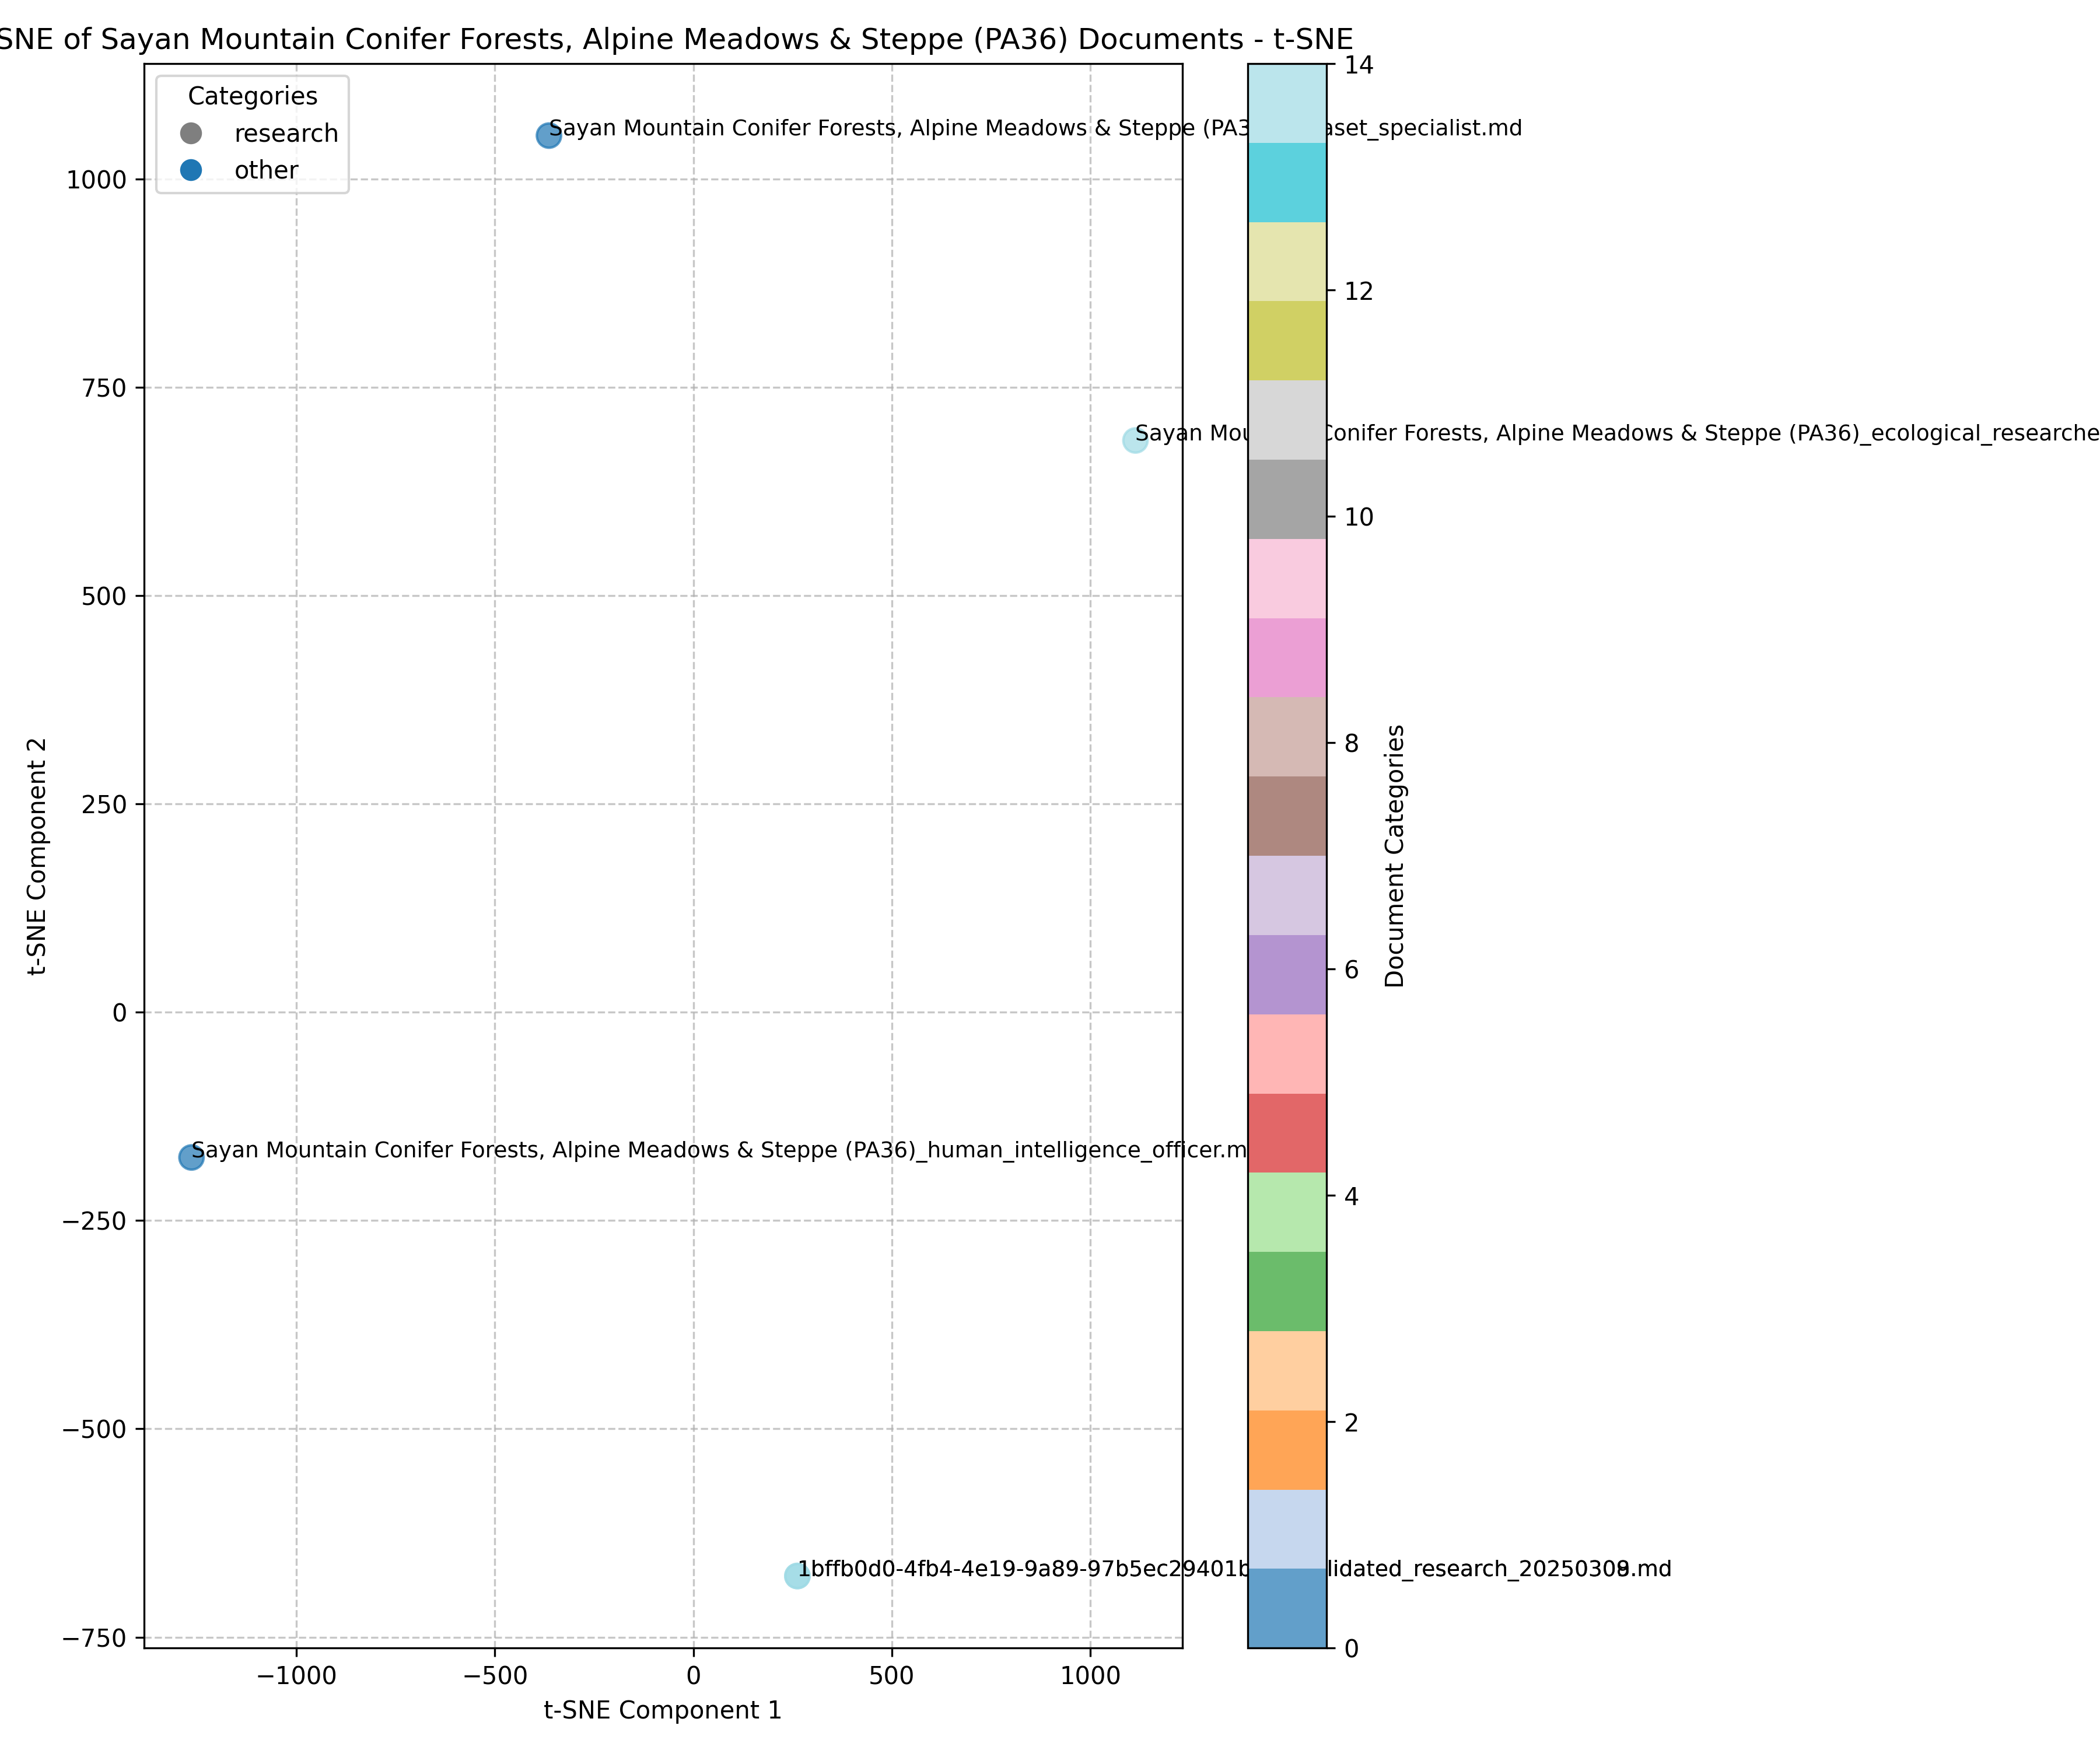 SNE of Sayan Mountain Conifer Forests, Alpine Meadows & Steppe (PA36) Documents - t-SNE
Categories
research
other
Sayan Mountain Conifer Forests, Alpine Meadows & Steppe (PA3 aset_specialist.md
Sayan Mou Conifer Forests, Alpine Meadows & Steppe (PA36)_ecological_researche
Sayan Mountain Conifer Forests, Alpine Meadows & Steppe (PA36)_human_intelligence_officer.m
1bffb0d0-4fb4-4e19-9a89-97b5ec29401b lidated_research_2025030
1000
750
500
250
0
−250
−500
−750
t-SNE Component 2
−1000
−500
0
500
1000
t-SNE Component 1
14
12
10
8
6
4
2
0
Document Categories